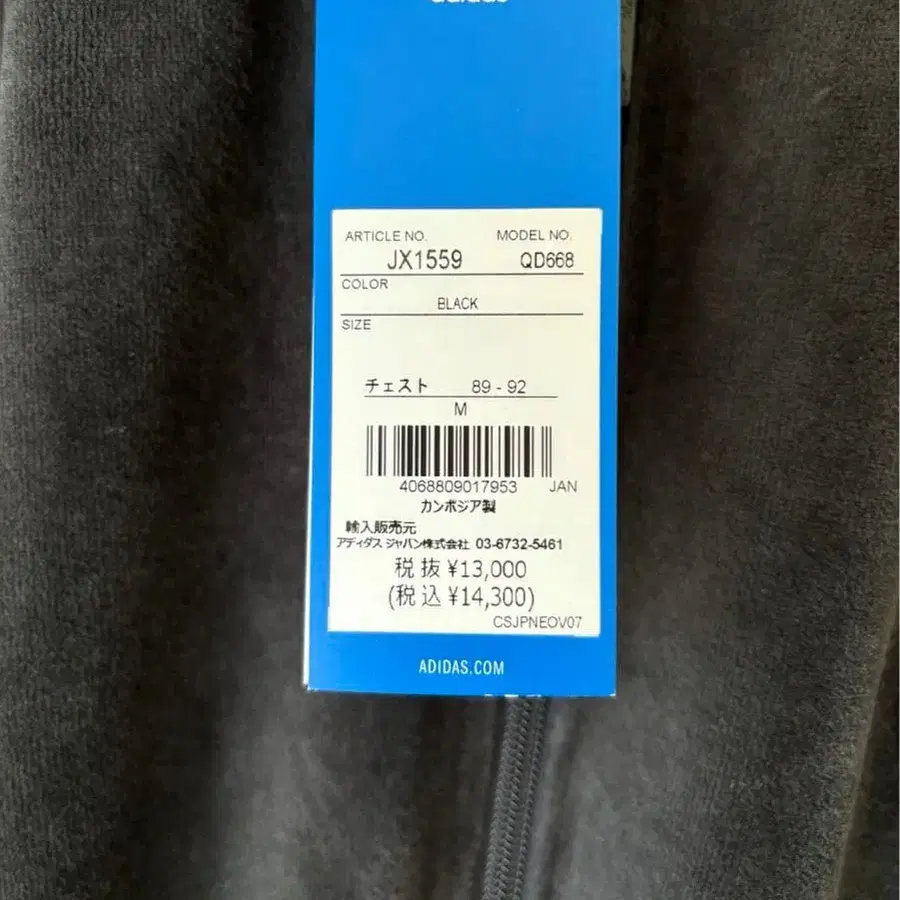 adidas
ARTICLE NO. MODEL NO.
JX1559 QD668
COLOR
BLACK
SIZE
チェスト 89 - 92
M
4068809017953 JAN
カンボジア製
輸入販売元
アディダス ジャパン株式会社 03-6732-5461
税抜 ¥13,000
(税込 ¥14,300)
CSJPNEOV07
ADIDAS.COM